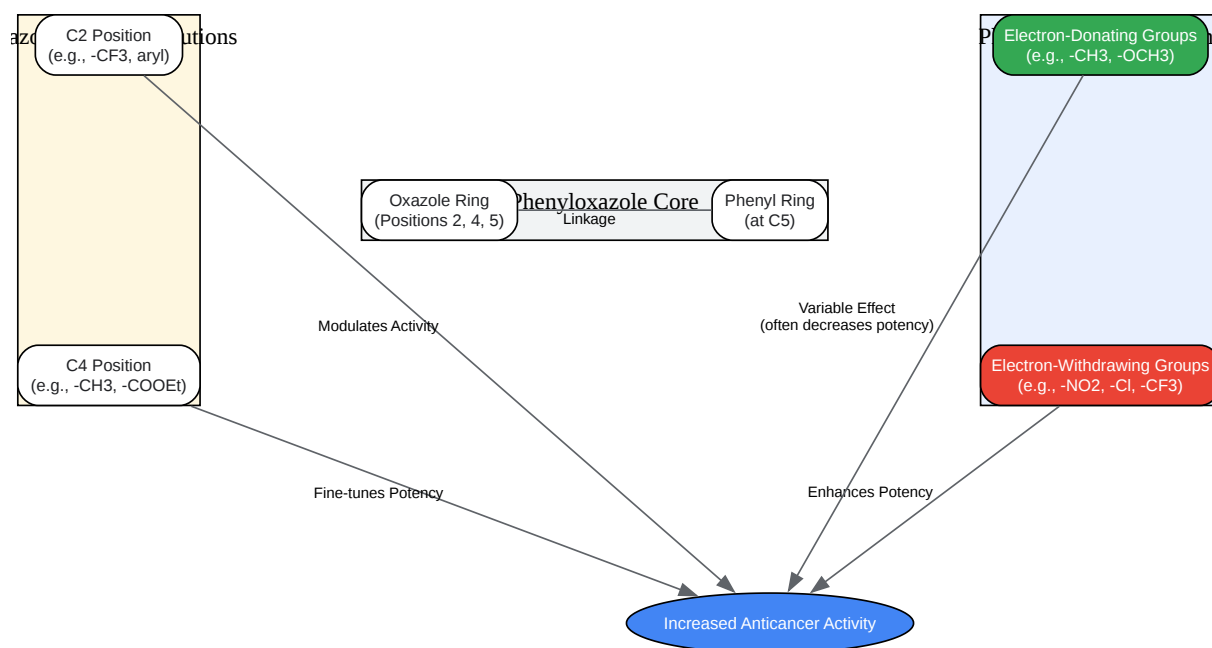 C2 Position
(e.g., -CF3, aryl)
Electron-Donating Groups
(e.g., -CH3, -OCH3)
Oxazole Ring
(Positions 2, 4, 5)
Phenyloxazole Core
Linkage
Phenyl Ring
(at C5)
Modulates Activity
Variable Effect
(often decreases potency)
C4 Position
(e.g., -CH3, -COOEt)
Electron-Withdrawing Groups
(e.g., -NO2, -Cl, -CF3)
Fine-tunes Potency
Enhances Potency
Increased Anticancer Activity